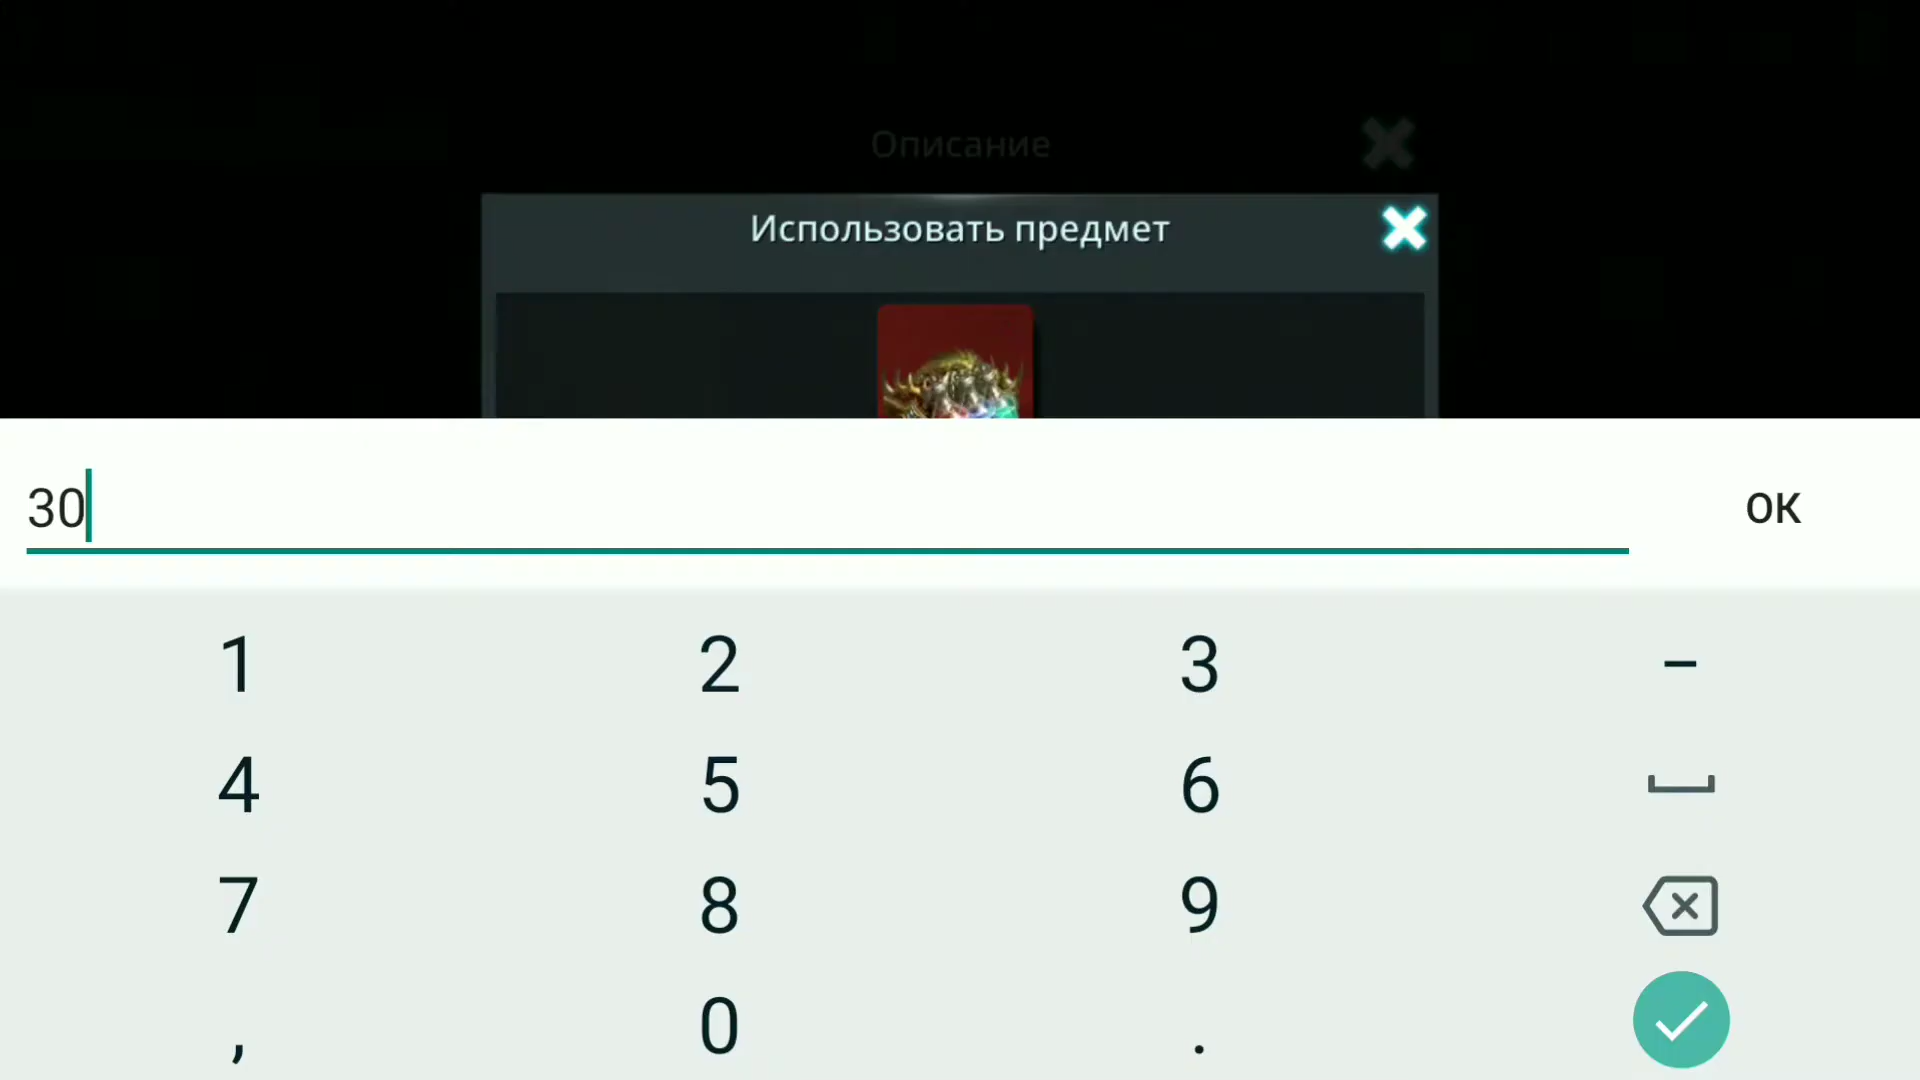 Описание
Использовать предмет
30
ОК
1 2 3 –
4 5 6
7 8 9
, 0 .